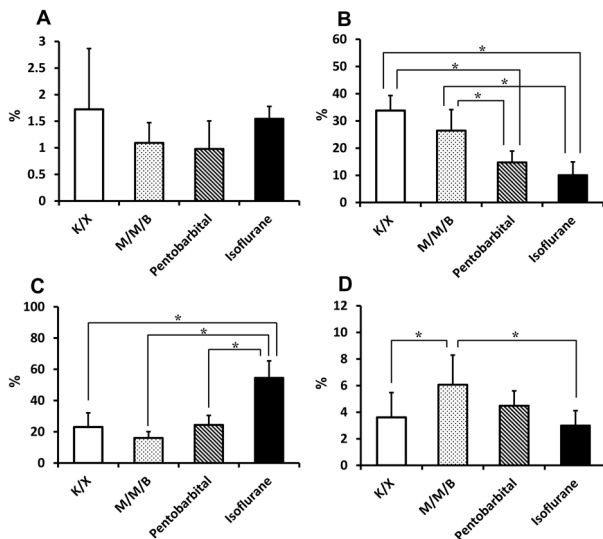 A
3
2.5
2
1.5
1
0.5
0
%
K/X
M/M/B
Pentobarbital
Isoflurane
B
60
50
40
30
20
10
0
%
*
*
*
*
K/X
M/M/B
Pentobarbital
Isoflurane
C
100
80
60
40
20
0
%
*
*
*
K/X
M/M/B
Pentobarbital
Isoflurane
D
12
10
8
6
4
2
0
%
*
*
K/X
M/M/B
Pentobarbital
Isoflurane